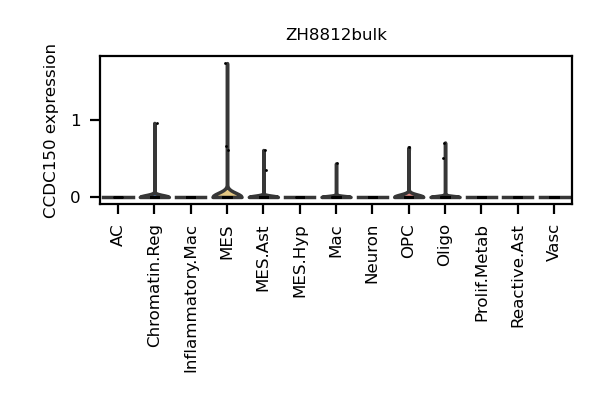 ZH8812bulk
CCDC150 expression
1
0
AC
Chromatin.Reg
Inflammatory.Mac
MES
MES.Ast
MES.Hyp
Mac
Neuron
OPC
Oligo
Prolif.Metab
Reactive.Ast
Vasc